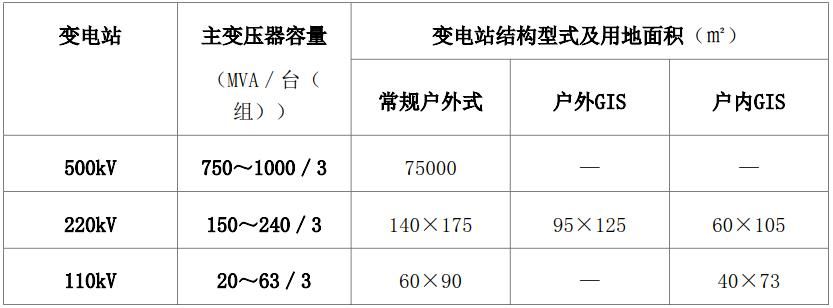 变电站 主变压器容量 变电站结构型式及用地面积（㎡）
（MVA／台（
组））
常规户外式 户外GIS 户内GIS
500kV 750～1000／3 75000 — —
220kV 150～240／3 140×175 95×125 60×105
110kV 20～63／3 60×90 — 40×73